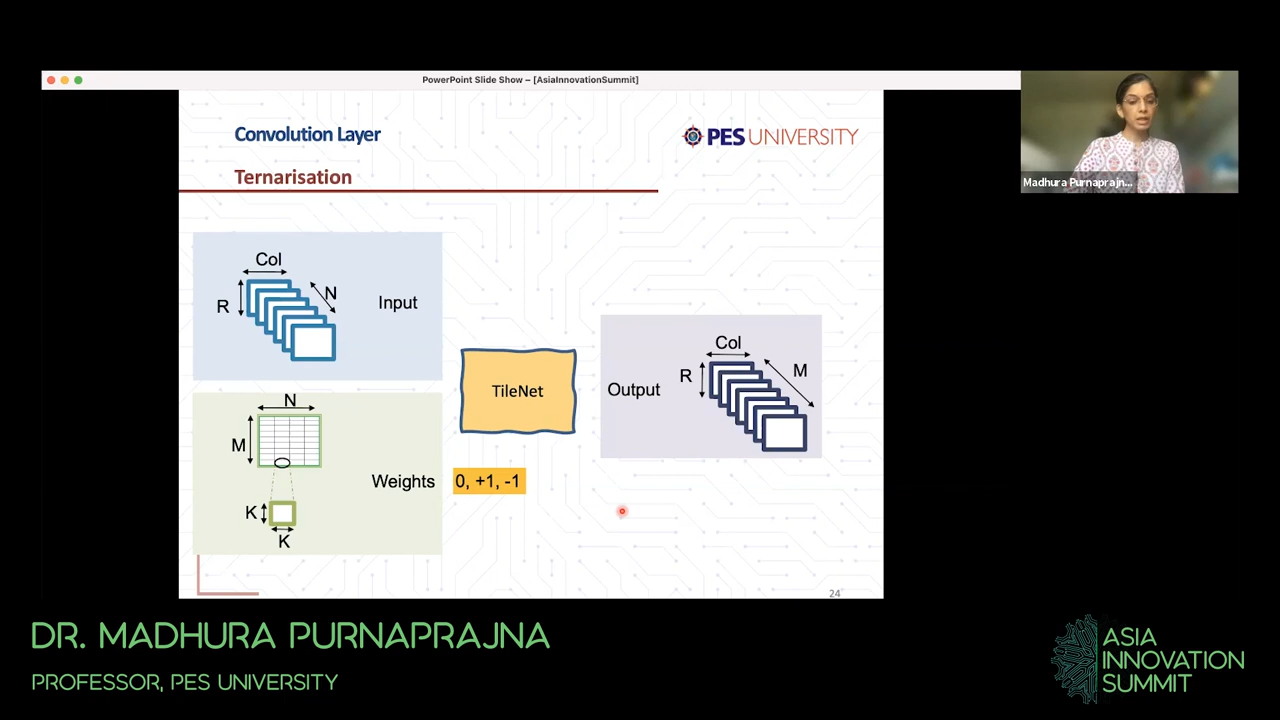 PowerPoint Slide Show – [AsiaInnovationSummit]
Convolution Layer
PES UNIVERSITY
Ternarisation
Madhura Purnaprajn...
Col
R
N
Input
N
M
Weights
K
K
TileNet
0, +1, -1
Col
R
M
Output
24
DR. MADHURA PURNAPRAJNA
PROFESSOR, PES UNIVERSITY
ASIA
INNOVATION
SUMMIT